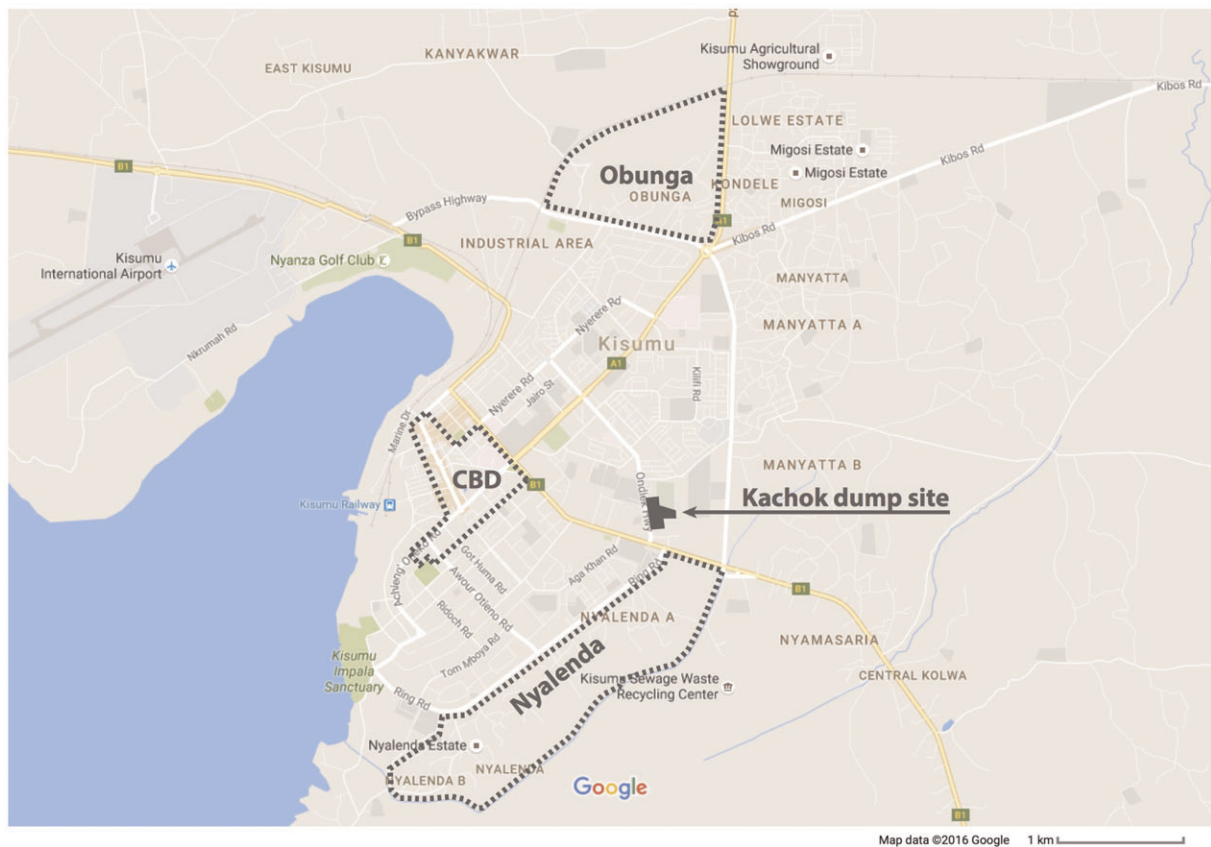 KANYAKWAR
EAST KISUMU
Kisumu Agricultural
Showground
Kibos Rd
LOLWE ESTATE
B1
Migosi Estate
Obunga
KONDELE
Migosi Estate
OBUNGA
MIGOSI
Kibos Rd
Bypass Highway
B1
Kibos Rd
INDUSTRIAL AREA
Kisumu
International Airport
Nyanza Golf Club
MANYATTA
Nyerere Rd
MANYATTA A
Nkrumah Rd
Kisumu
A1
Kilifi Rd
Nyerere Rd
Jairo St
Marine Dr
CBD
MANYATTA B
B1
Ondiek Hwy
Kachok dump site
Kisumu Railway
Achieng' Oneko Rd
Got Huma Rd
Aga Khan Rd
Ring Rd
Awour Otieno Rd
B1
Ridoch Rd
NYALENDA A
NYAMASARIA
Tom Mboya Rd
Kisumu
Impala
Sanctuary
Nyalenda
Kisumu Sewage Waste
Recycling Center
CENTRAL KOLWA
Ring Rd
Nyalenda Estate
NYALENDA
NYALENDA B
Google
B1
Map data ©2016 Google
1 km